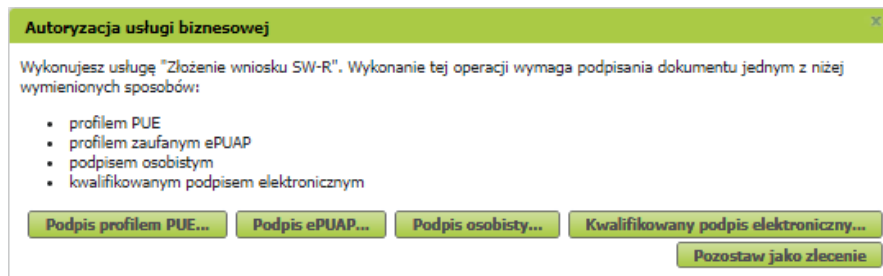 Autoryzacja usługi biznesowej x
Wykonujesz usługę "Złożenie wniosku SW-R". Wykonanie tej operacji wymaga podpisania dokumentu jednym z niżej
wymienionych sposobów:
• profilem PUE
• profilem zaufanym ePUAP
• podpisem osobistym
• kwalifikowanym podpisem elektronicznym
Podpis profilem PUE... Podpis ePUAP... Podpis osobisty... Kwalifikowany podpis elektroniczny...
Pozostaw jako zlecenie